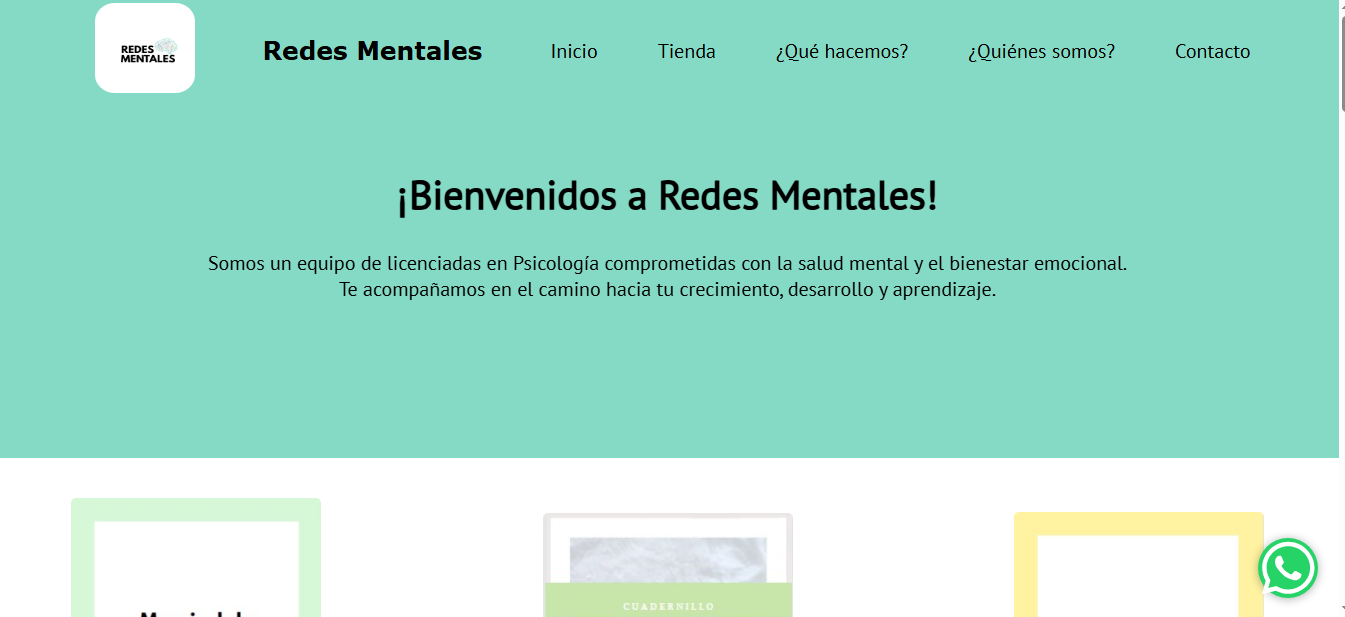 REDES
MENTALES
Redes Mentales
Inicio
Tienda
¿Qué hacemos?
¿Quiénes somos?
Contacto
¡Bienvenidos a Redes Mentales!
Somos un equipo de licenciadas en Psicología comprometidas con la salud mental y el bienestar emocional.
Te acompañamos en el camino hacia tu crecimiento, desarrollo y aprendizaje.
CUADERNILLO